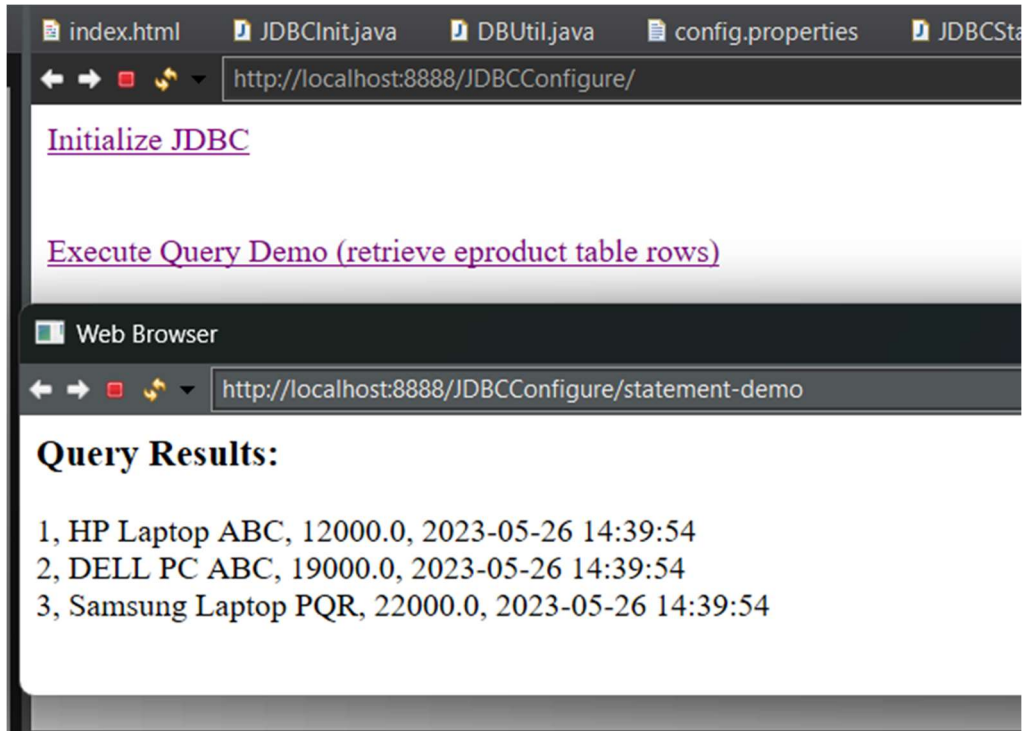 index.html JDBCInit.java DBUtil.java config.properties JDBCSta
http://localhost:8888/JDBCConfigure/
Initialize JDBC
Execute Query Demo (retrieve eproduct table rows)
Web Browser
http://localhost:8888/JDBCConfigure/statement-demo
Query Results:
1, HP Laptop ABC, 12000.0, 2023-05-26 14:39:54
2, DELL PC ABC, 19000.0, 2023-05-26 14:39:54
3, Samsung Laptop PQR, 22000.0, 2023-05-26 14:39:54